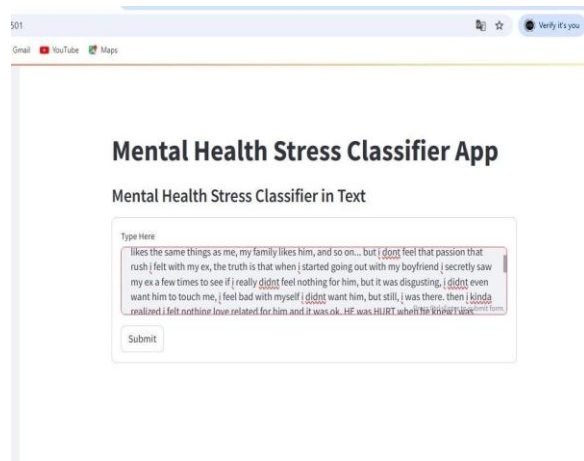 501
Verify it's you
Gmail YouTube Maps
Mental Health Stress Classifier App
Mental Health Stress Classifier in Text
Type Here
likes the same things as me, my family likes him, and so on... but i dont feel that passion that
rush i felt with my ex, the truth is that when i started going out with my boyfriend i secretly saw
my ex a few times to see if i really didnt feel nothing for him, but it was disgusting, i didnt even
want him to touch me, i feel bad with myself i didnt want him, but still, i was there. then i kinda
realized i felt nothing love related for him and it was ok. HE was HURT when he knew i was
to submit form
Submit